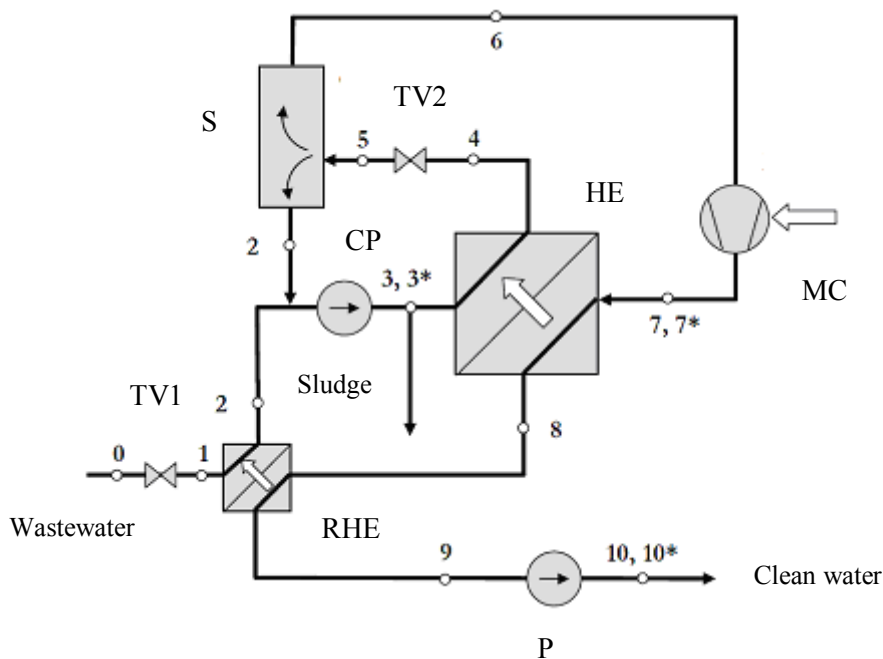 6
TV2
S
5
4
HE
CP
2
3, 3*
MC
7, 7*
Sludge
TV1
2
8
0
1
Wastewater
RHE
9
10, 10*
Clean water
P